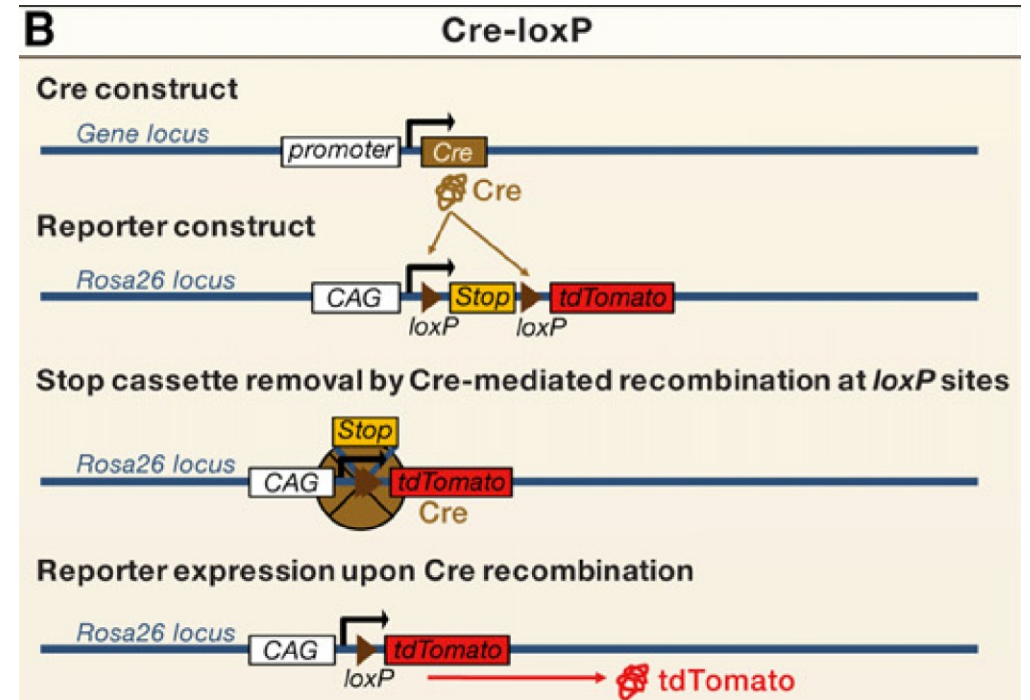 B
Cre-loxP
Cre construct
Gene locus
promoter
Cre
Cre
Reporter construct
Rosa26 locus
CAG
Stop
tdTomato
loxP
loxP
Stop cassette removal by Cre-mediated recombination at loxP sites
Stop
Rosa26 locus
CAG
tdTomato
Cre
Reporter expression upon Cre recombination
Rosa26 locus
CAG
tdTomato
loxP
tdTomato